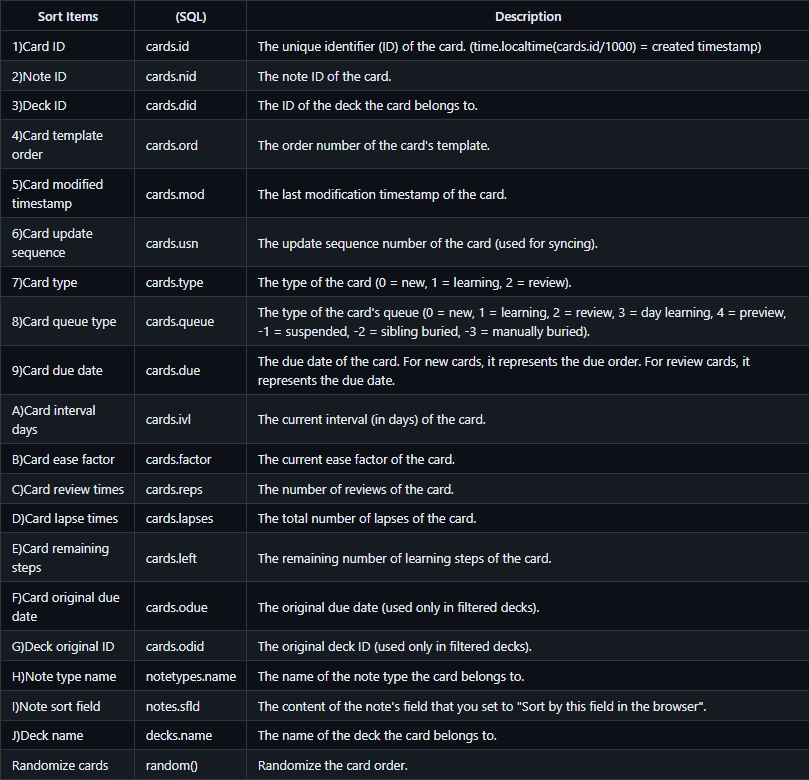 Sort Items (SQL) Description
1)Card ID cards.id The unique identifier (ID) of the card. (time.localtime(cards.id/1000) = created timestamp)
2)Note ID cards.nid The note ID of the card.
3)Deck ID cards.did The ID of the deck the card belongs to.
4)Card template
order cards.ord The order number of the card's template.
5)Card modified
timestamp cards.mod The last modification timestamp of the card.
6)Card update
sequence cards.usn The update sequence number of the card (used for syncing).
7)Card type cards.type The type of the card (0 = new, 1 = learning, 2 = review).
8)Card queue type cards.queue The type of the card's queue (0 = new, 1 = learning, 2 = review, 3 = day learning, 4 = preview,
-1 = suspended, -2 = sibling buried, -3 = manually buried).
9)Card due date cards.due The due date of the card. For new cards, it represents the due order. For review cards, it
represents the due date.
A)Card interval
days cards.ivl The current interval (in days) of the card.
B)Card ease factor cards.factor The current ease factor of the card.
C)Card review times cards.reps The number of reviews of the card.
D)Card lapse times cards.lapses The total number of lapses of the card.
E)Card remaining
steps cards.left The remaining number of learning steps of the card.
F)Card original due
date cards.odue The original due date (used only in filtered decks).
G)Deck original ID cards.odid The original deck ID (used only in filtered decks).
H)Note type name notetypes.name The name of the note type the card belongs to.
I)Note sort field notes.sfld The content of the note's field that you set to "Sort by this field in the browser".
J)Deck name decks.name The name of the deck the card belongs to.
Randomize cards random() Randomize the card order.